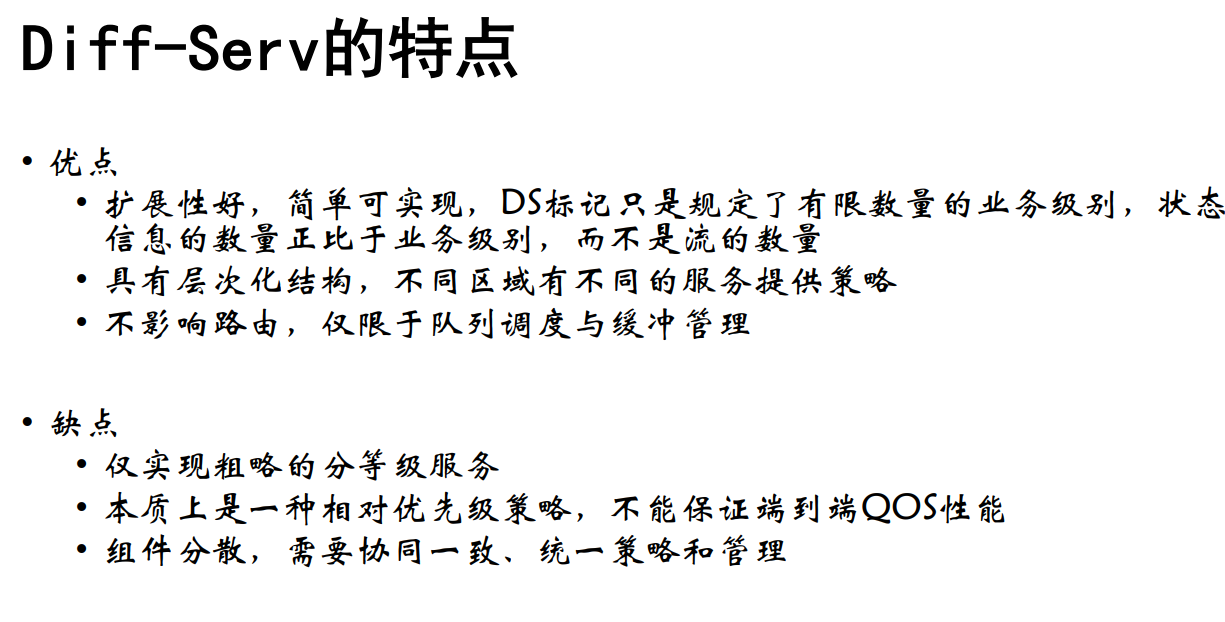 Diff-Serv的特点
• 优点
• 扩展性好，简单可实现，DS标记只是规定了有限数量的业务级别，状态
信息的数量正比于业务级别，而不是流的数量
• 具有层次化结构，不同区域有不同的服务提供策略
• 不影响路由，仅限于队列调度与缓冲管理
• 缺点
• 仅实现粗略的分等级服务
• 本质上是一种相对优先级策略，不能保证端到端QOS性能
• 组件分散，需要协同一致、统一策略和管理